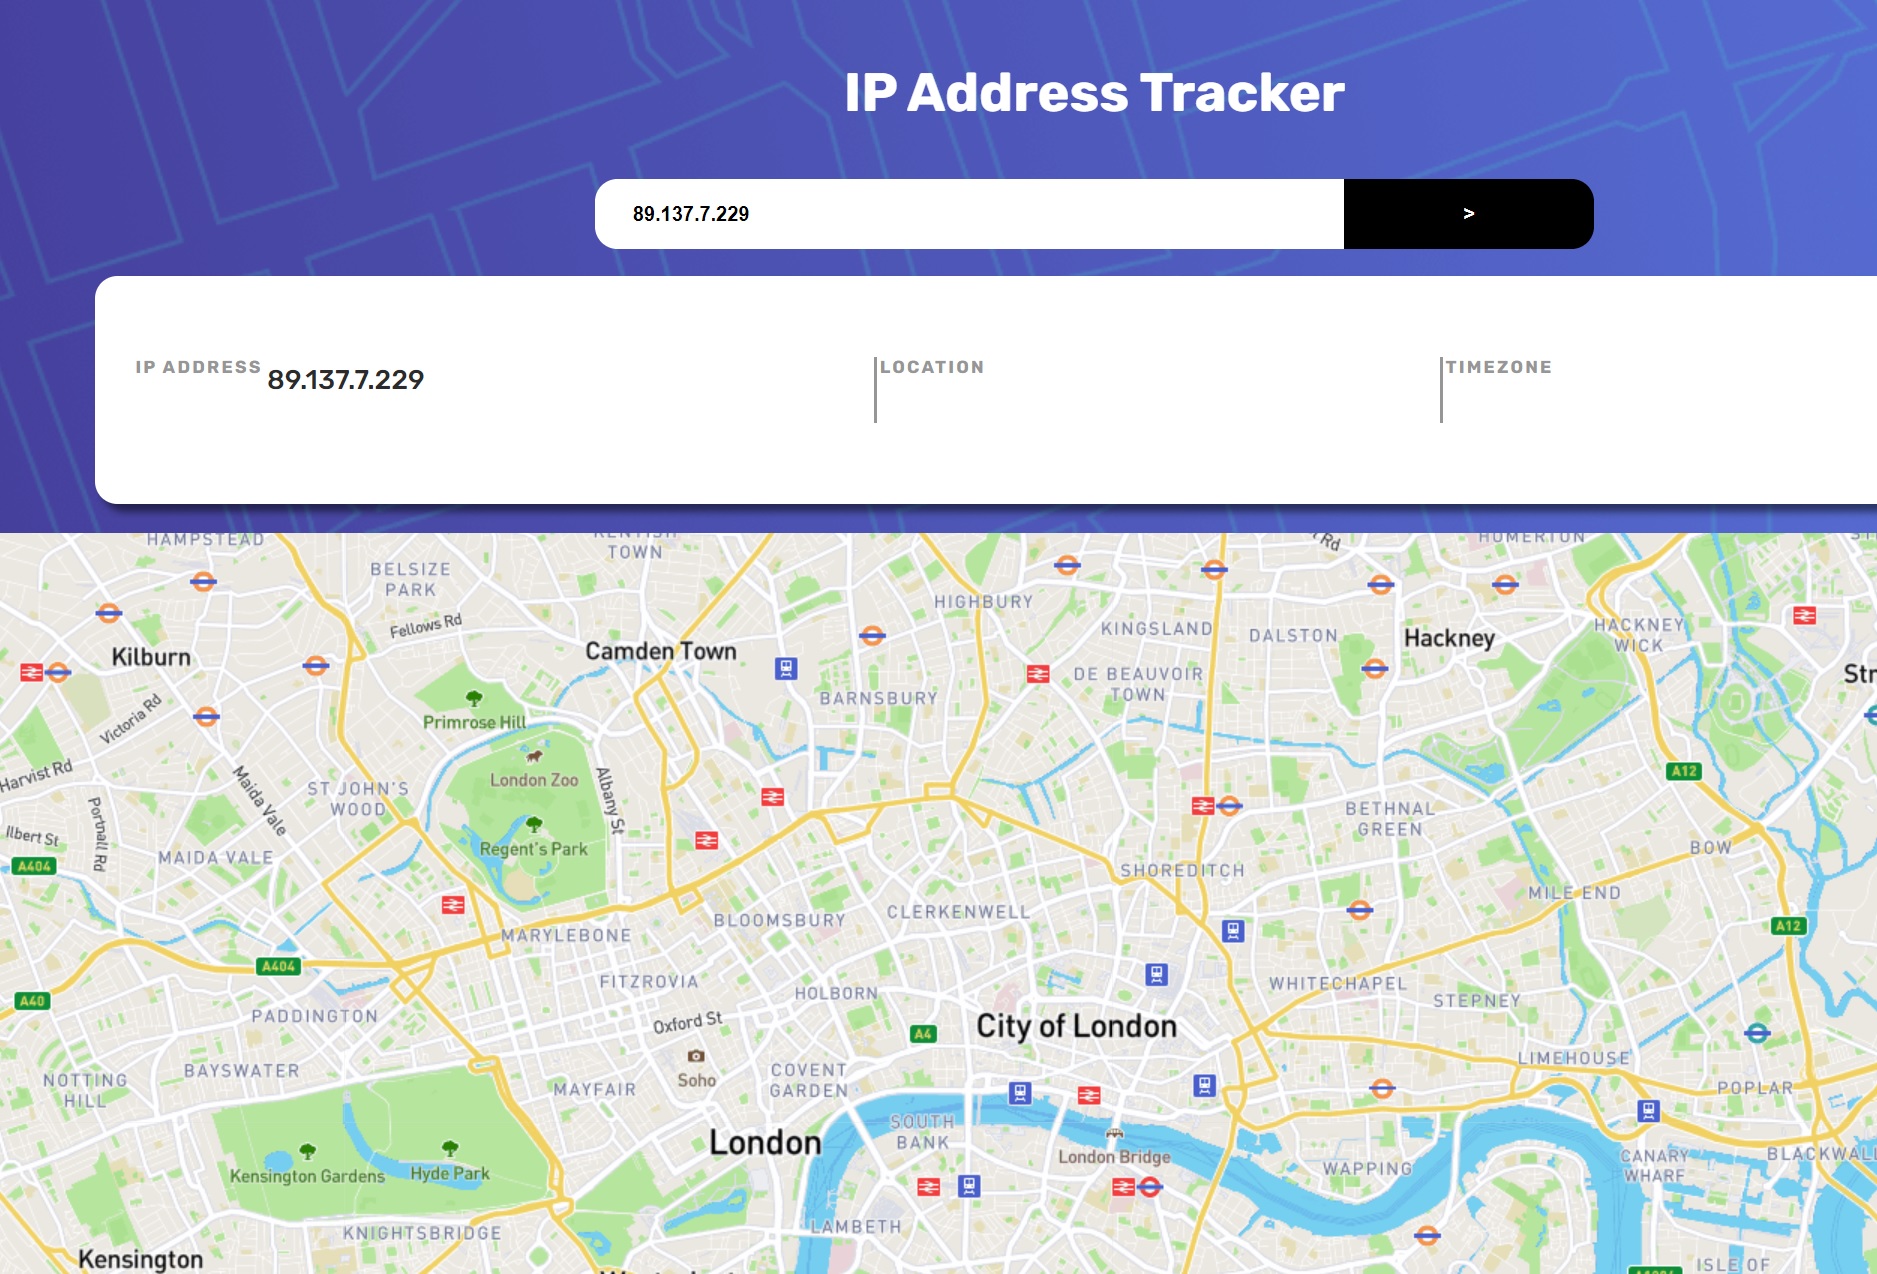 IP Address Tracker
89.137.7.229
>
IP ADDRESS
89.137.7.229
LOCATION
TIMEZONE
HAMPSTEAD
KENTISH
TOWN
Rd
HOMERTON
BELSIZE
PARK
HIGHBURY
Fellows Rd
KINGSLAND
DALSTON
Hackney
HACKNEY
WICK
Kilburn
Camden Town
DE BEAUVOIR
TOWN
BARNSBURY
Victoria Rd
Primrose Hill
London Zoo
Harvist Rd
Maida Vale
Albany St
A12
ST JOHN'S
WOOD
Portnall Rd
BETHNAL
GREEN
Ilbert St
MAIDA VALE
Regent's Park
BOW
A404
SHOREDITCH
MILE END
BLOOMSBURY
CLERKENWELL
MARYLEBONE
A12
A404
FITZROVIA
HOLBORN
WHITECHAPEL
STEPNEY
A40
PADDINGTON
Oxford St
A4
City of London
LIMEHOUSE
BAYSWATER
NOTTING
HILL
Soho
COVENT
GARDEN
MAYFAIR
POPLAR
SOUTH
BANK
London
London Bridge
WAPPING
CANARY
WHARF
BLACKWALL
Kensington Gardens
Hyde Park
KNIGHTSBRIDGE
LAMBETH
Kensington
ISLE OF